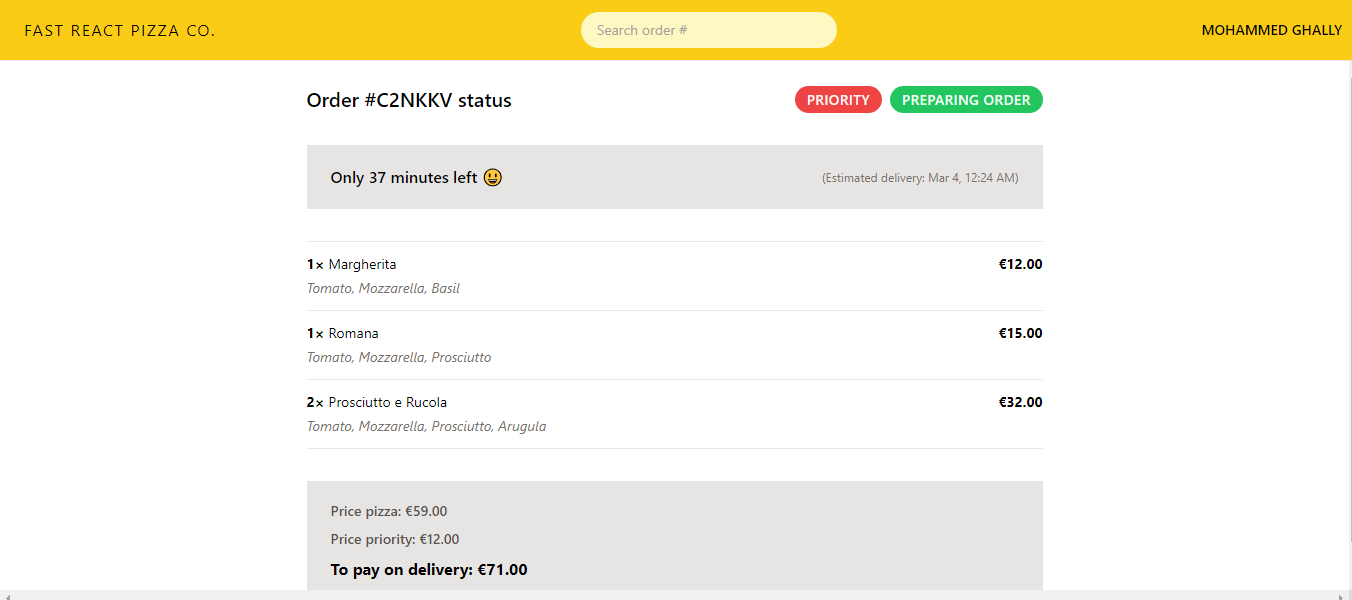 FAST REACT PIZZA CO. Search order # MOHAMMED GHALLY
Order #C2NKKV status PRIORITY PREPARING ORDER
Only 37 minutes left 😃 (Estimated delivery: Mar 4, 12:24 AM)
1× Margherita €12.00
Tomato, Mozzarella, Basil
1× Romana €15.00
Tomato, Mozzarella, Prosciutto
2× Prosciutto e Rucola €32.00
Tomato, Mozzarella, Prosciutto, Arugula
Price pizza: €59.00
Price priority: €12.00
To pay on delivery: €71.00